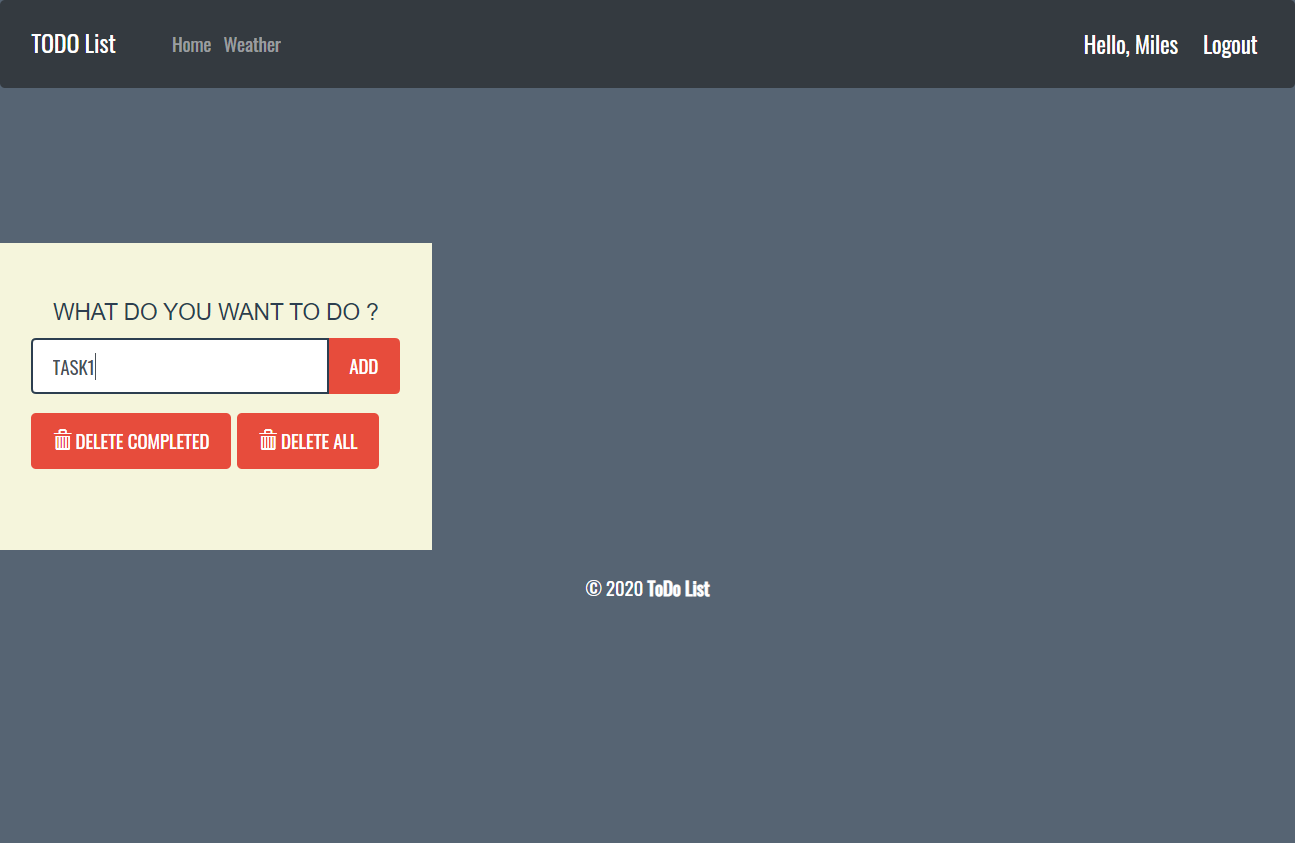 TODO List Home Weather Hello, Miles Logout
WHAT DO YOU WANT TO DO ?
TASK1 ADD
DELETE COMPLETED DELETE ALL
© 2020 ToDo List